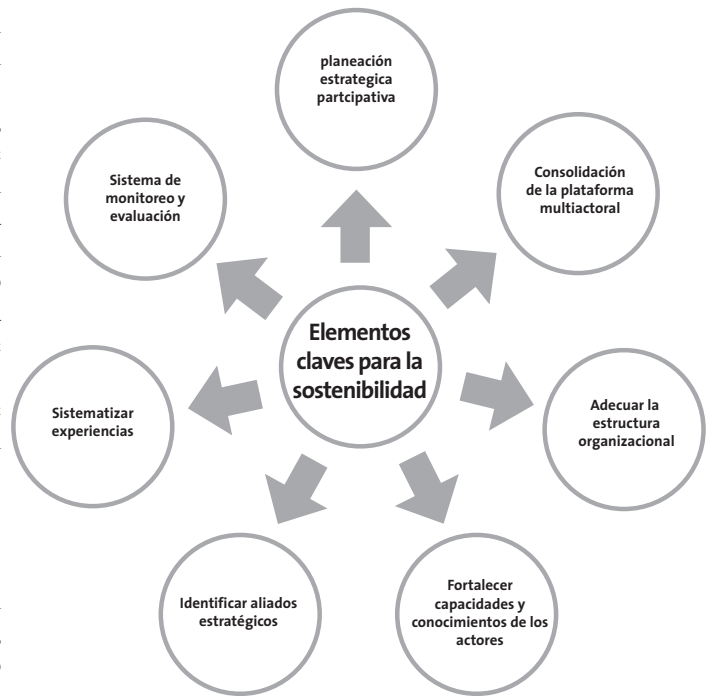 planeación
estrategica
partcipativa
Consolidación
de la plataforma
multiactoral
Adecuar la
estructura
organizacional
Fortalecer
capacidades y
conocimientos de los
actores
Identificar aliados
estratégicos
Sistematizar
experiencias
Sistema de
monitoreo y
evaluación
Elementos
claves para la
sostenibilidad